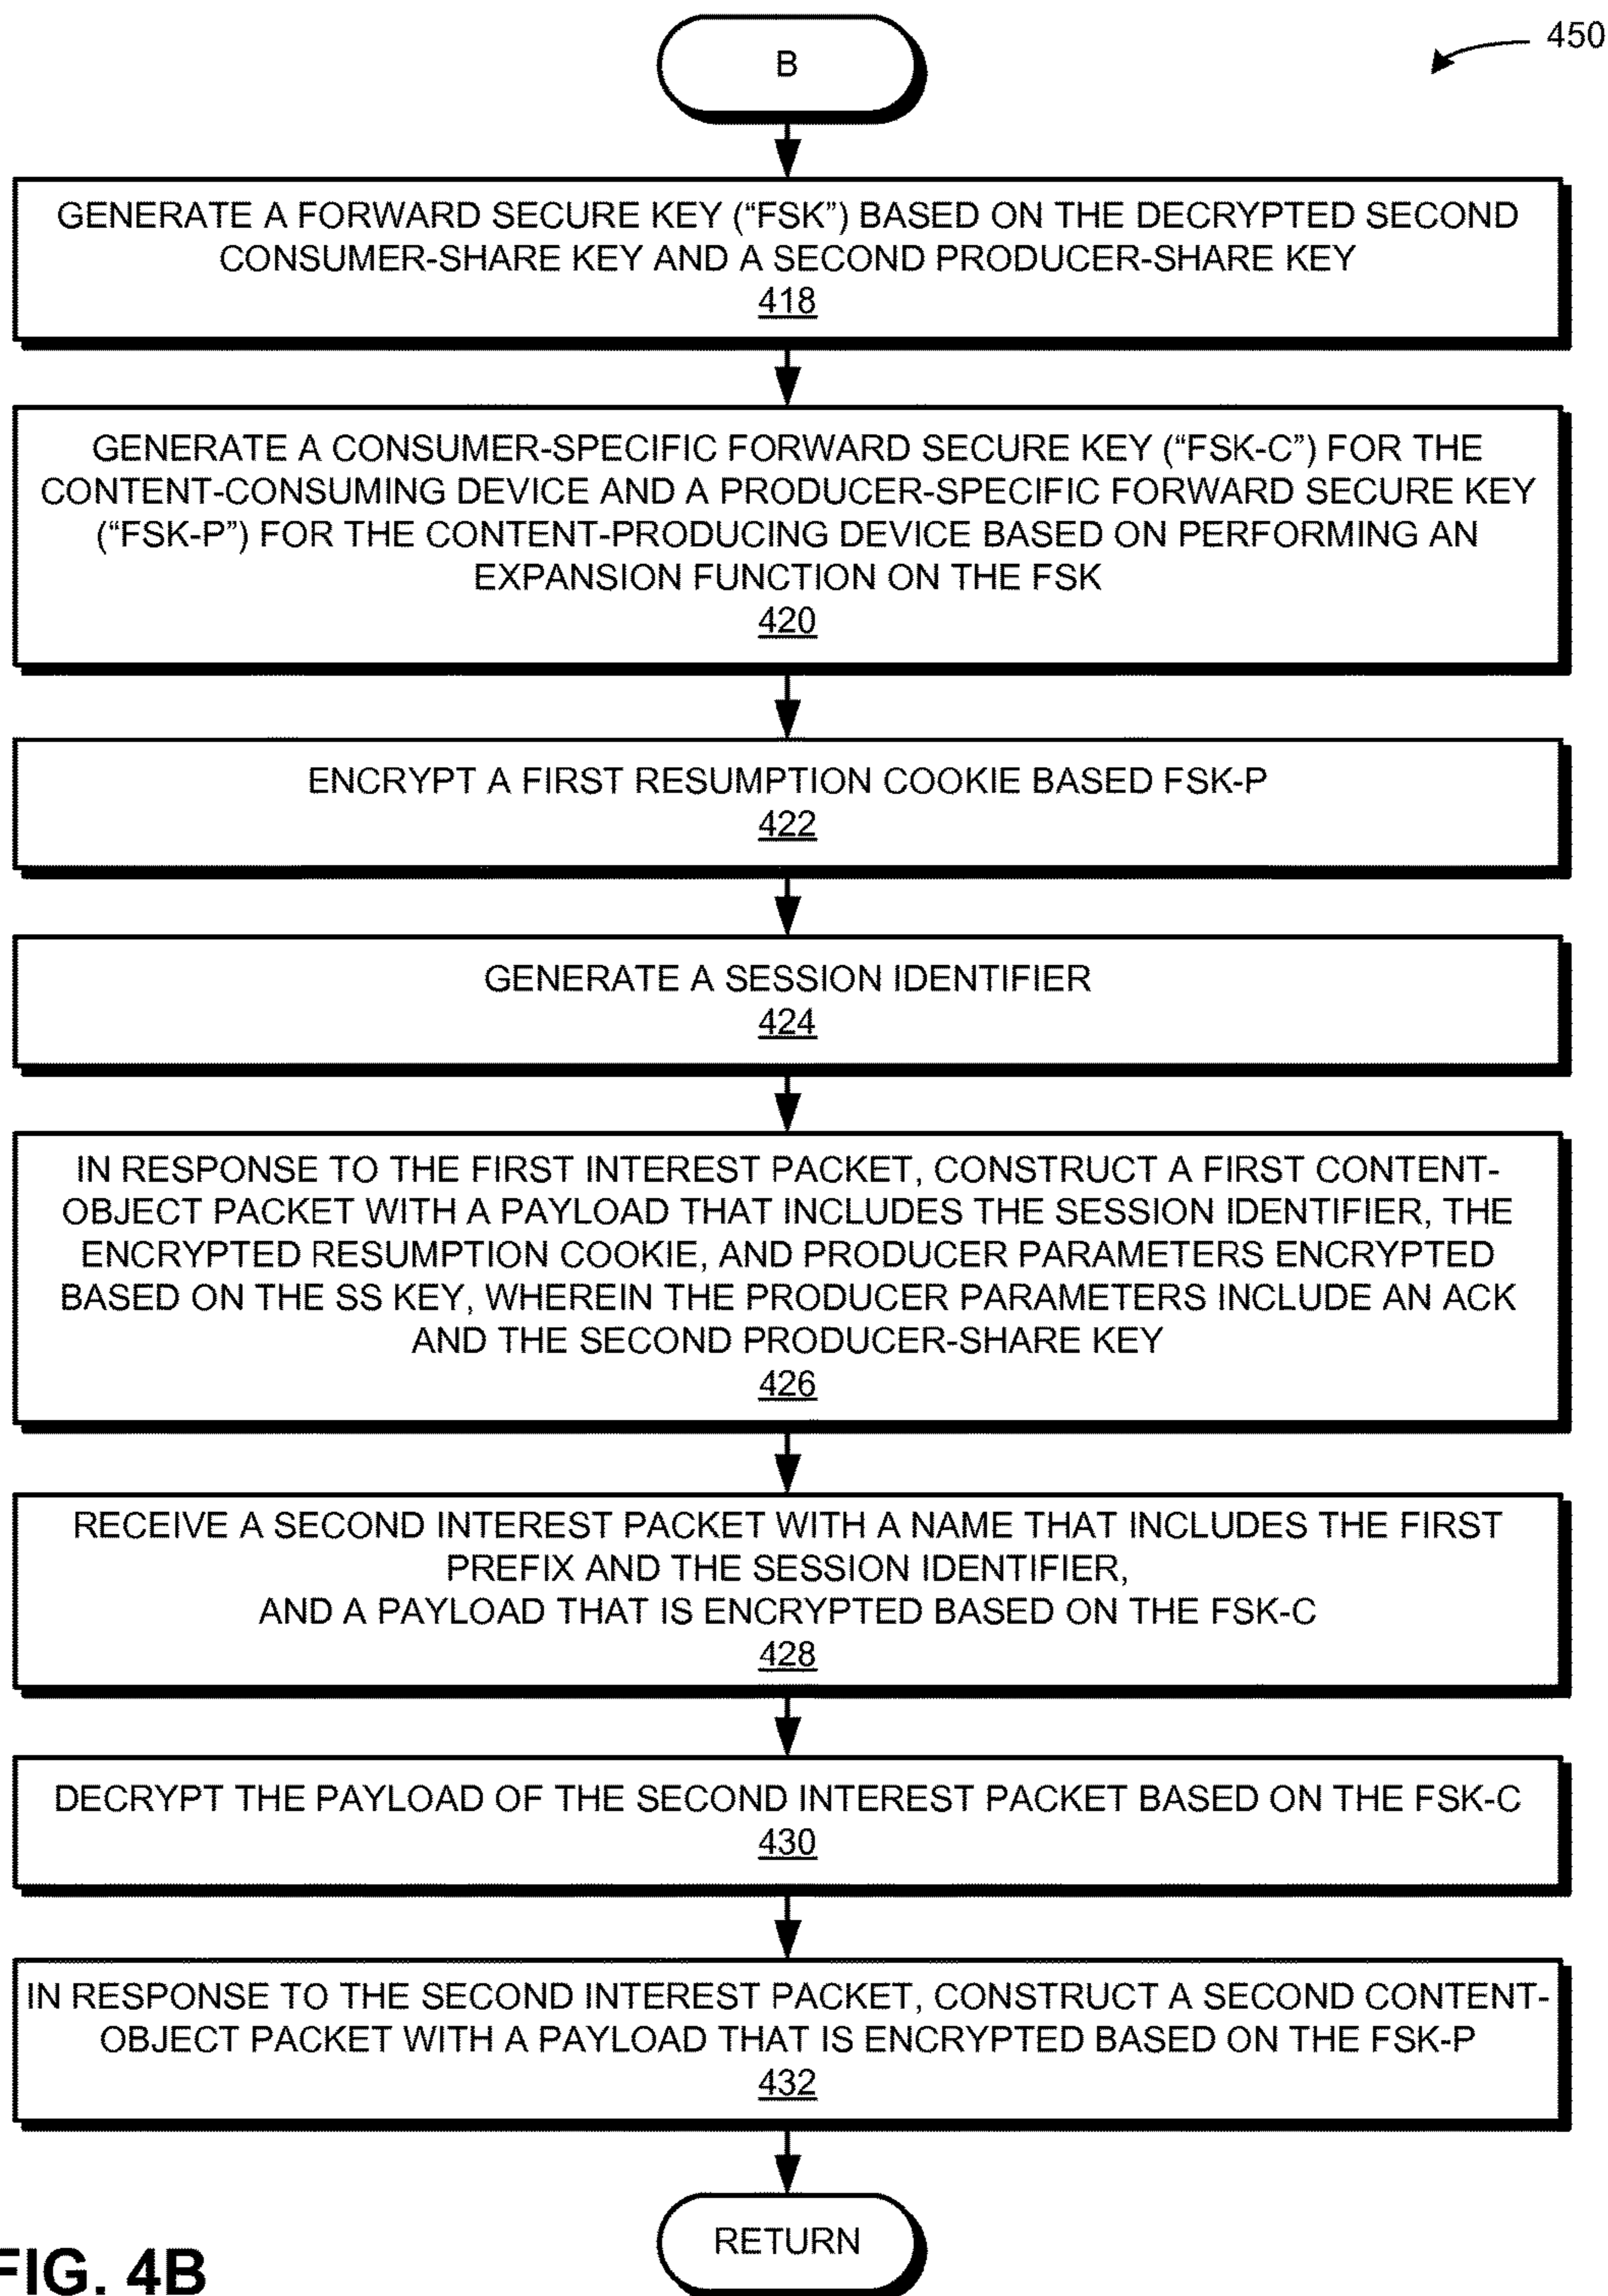 B
450
GENERATE A FORWARD SECURE KEY (“FSK”) BASED ON THE DECRYPTED SECOND
CONSUMER-SHARE KEY AND A SECOND PRODUCER-SHARE KEY
418
GENERATE A CONSUMER-SPECIFIC FORWARD SECURE KEY (“FSK-C”) FOR THE
CONTENT-CONSUMING DEVICE AND A PRODUCER-SPECIFIC FORWARD SECURE KEY
(“FSK-P”) FOR THE CONTENT-PRODUCING DEVICE BASED ON PERFORMING AN
EXPANSION FUNCTION ON THE FSK
420
ENCRYPT A FIRST RESUMPTION COOKIE BASED FSK-P
422
GENERATE A SESSION IDENTIFIER
424
IN RESPONSE TO THE FIRST INTEREST PACKET, CONSTRUCT A FIRST CONTENT-
OBJECT PACKET WITH A PAYLOAD THAT INCLUDES THE SESSION IDENTIFIER, THE
ENCRYPTED RESUMPTION COOKIE, AND PRODUCER PARAMETERS ENCRYPTED
BASED ON THE SS KEY, WHEREIN THE PRODUCER PARAMETERS INCLUDE AN ACK
AND THE SECOND PRODUCER-SHARE KEY
426
RECEIVE A SECOND INTEREST PACKET WITH A NAME THAT INCLUDES THE FIRST
PREFIX AND THE SESSION IDENTIFIER,
AND A PAYLOAD THAT IS ENCRYPTED BASED ON THE FSK-C
428
DECRYPT THE PAYLOAD OF THE SECOND INTEREST PACKET BASED ON THE FSK-C
430
IN RESPONSE TO THE SECOND INTEREST PACKET, CONSTRUCT A SECOND CONTENT-
OBJECT PACKET WITH A PAYLOAD THAT IS ENCRYPTED BASED ON THE FSK-P
432
RETURN
FIG. 4B